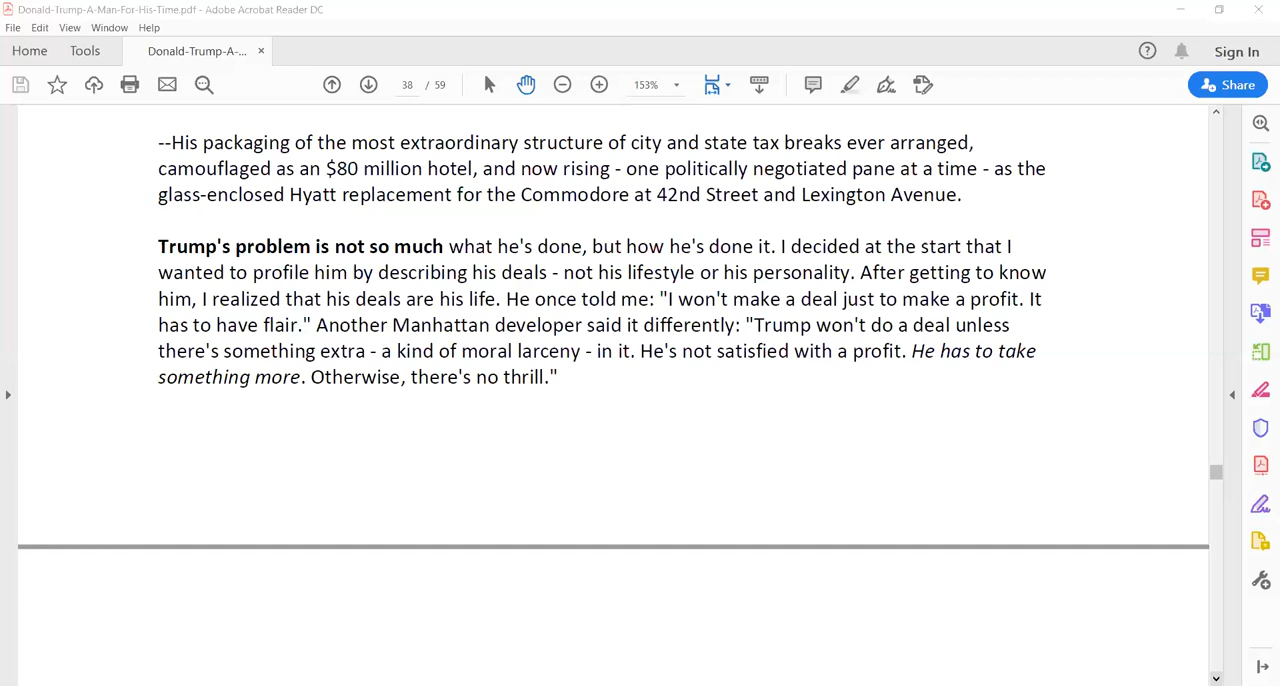 Donald-Trump-A-Man-For-His-Time.pdf - Adobe Acrobat Reader DC
File Edit View Window Help
Home Tools Donald-Trump-A-... × Sign In
38 / 59 153% Share
--His packaging of the most extraordinary structure of city and state tax breaks ever arranged,
camouflaged as an $80 million hotel, and now rising - one politically negotiated pane at a time - as the
glass-enclosed Hyatt replacement for the Commodore at 42nd Street and Lexington Avenue.
Trump's problem is not so much what he's done, but how he's done it. I decided at the start that I
wanted to profile him by describing his deals - not his lifestyle or his personality. After getting to know
him, I realized that his deals are his life. He once told me: "I won't make a deal just to make a profit. It
has to have flair." Another Manhattan developer said it differently: "Trump won't do a deal unless
there's something extra - a kind of moral larceny - in it. He's not satisfied with a profit. He has to take
something more. Otherwise, there's no thrill."